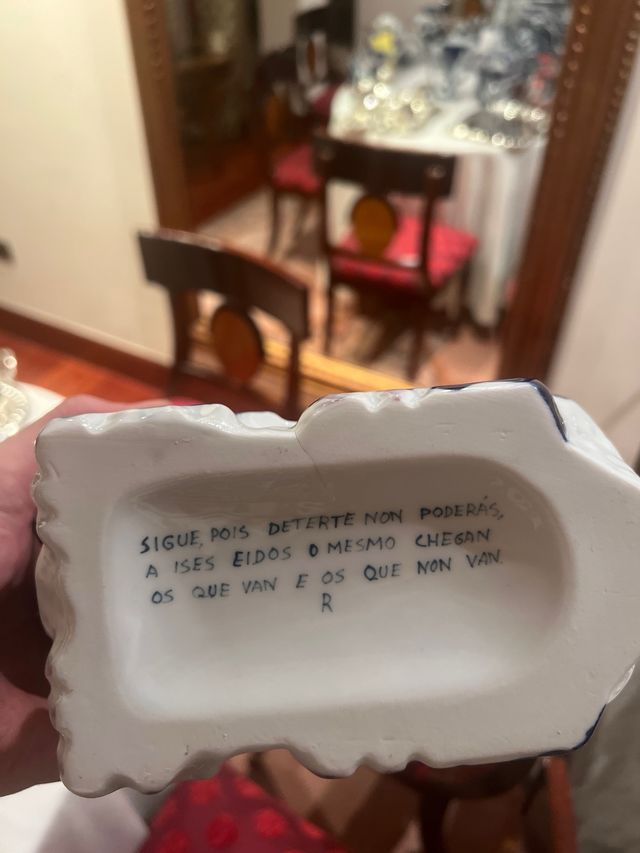 SIGUE, POIS DETERTE NON PODERÁS,
A ISES EIDOS O MESMO CHEGAN
OS QUE VAN E OS QUE NON VAN.
R